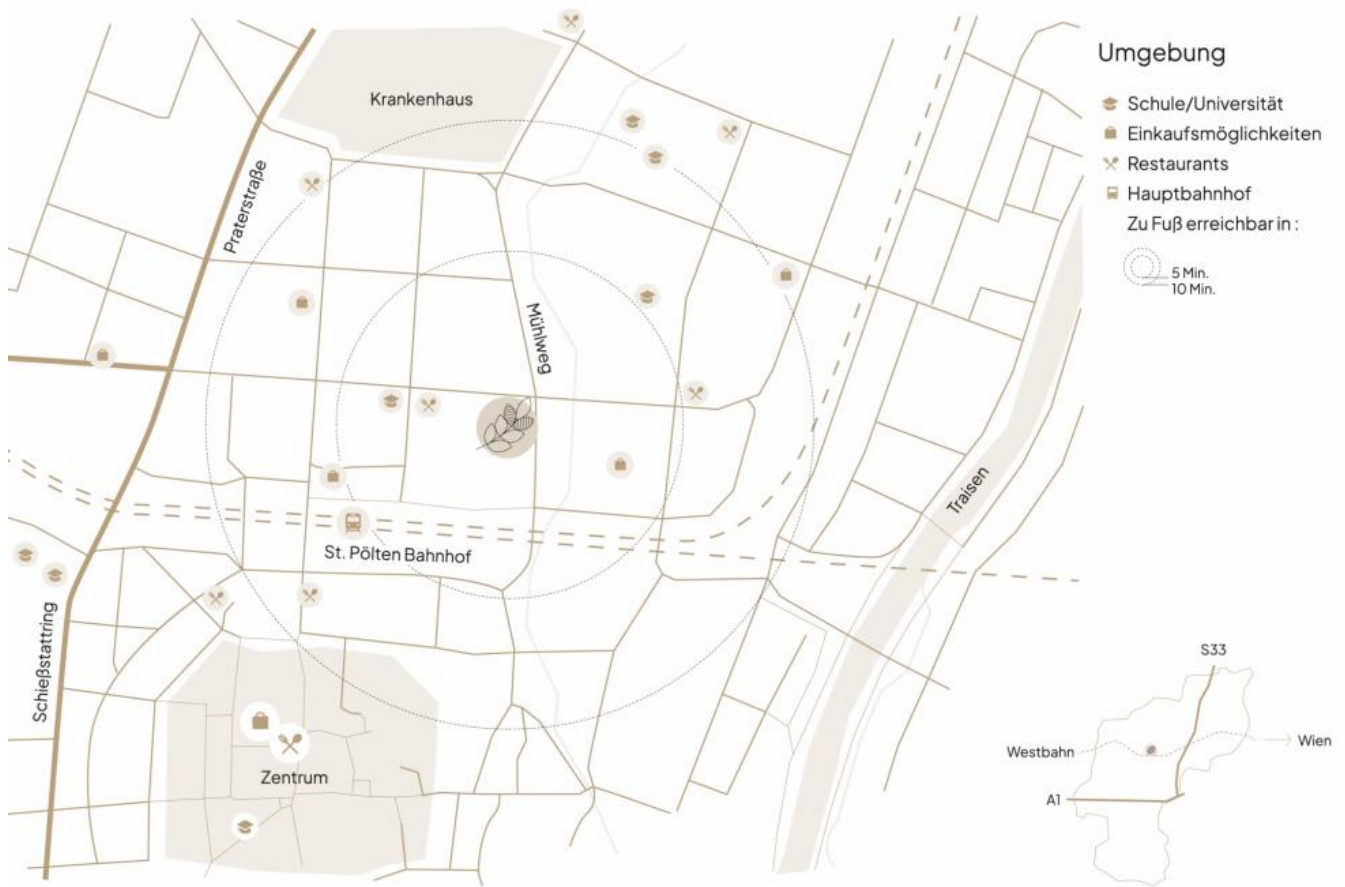 Umgebung
Schule/Universität
Einkaufsmöglichkeiten
Restaurants
Hauptbahnhof
Zu Fuß erreichbar in :
5 Min.
10 Min.
Krankenhaus
Praterstraße
Mühlweg
Traisen
St. Pölten Bahnhof
Schießstattring
Zentrum
S33
Westbahn
Wien
A1